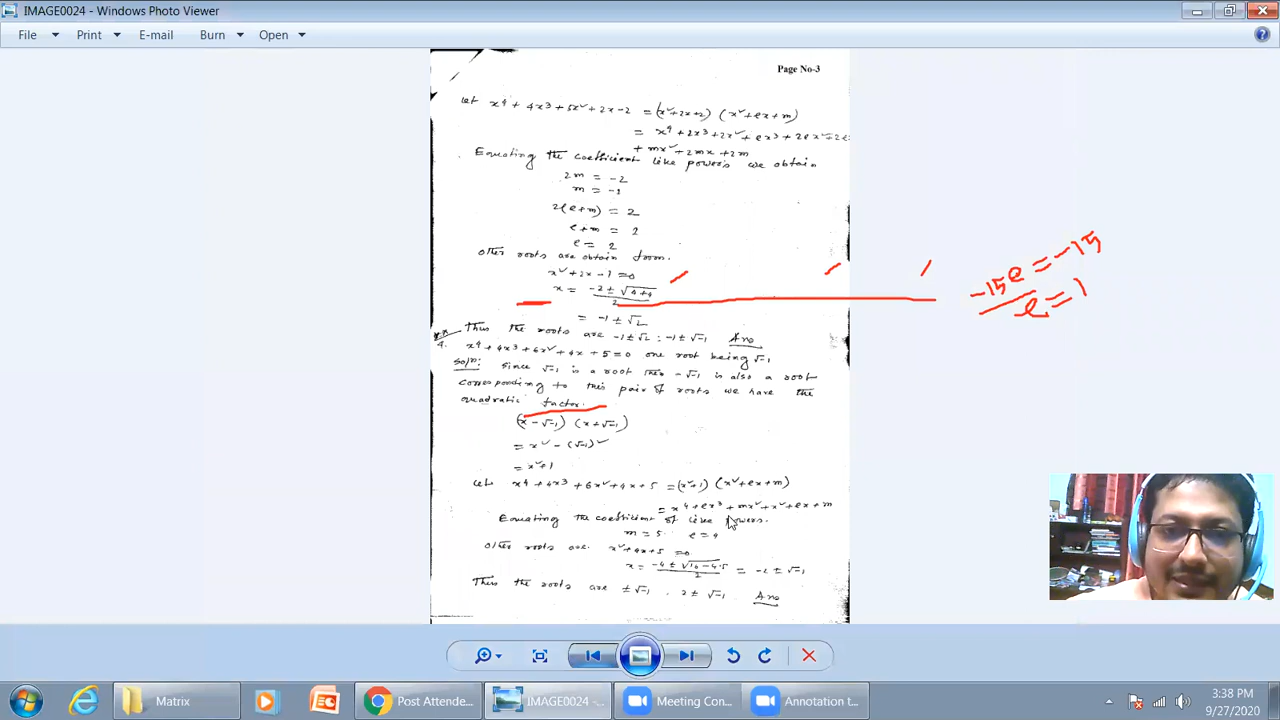 IMAGE0024 - Windows Photo Viewer
File Print E-mail Burn Open
Page No-3
Let x⁴ + 4x³ + 5x² + 2x - 2 = (x² + 2x + 2) (x² + ex + m)
= x⁴ + 2x³ + 2x² + ex³ + 2ex² + 2e
+ mx² + 2mx + 2m
Equating the coefficient like powers we obtain
2m = -2
m = -1
2(e + m) = 2
e + m = 2
e = 2
Other roots are obtain from.
x² + 2x - 1 = 0
x = -2 ± √4+4 / 2
= -1 ± √2
Thus the roots are -1 ± √2 : -1 ± √-1 Ans
-15e = -15
e = 1
4. x⁴ + 4x³ + 6x² + 4x + 5 = 0 one root being √-1
Solⁿ: Since √-1 is a root then -√-1 is also a root
corresponding to this pair of roots we have the
quadratic factor.
(x - √-1) (x + √-1)
= x² - (√-1)²
= x² + 1
Let x⁴ + 4x³ + 6x² + 4x + 5 = (x² + 1) (x² + ex + m)
= x⁴ + ex³ + mx² + x² + ex + m
Equating the coefficient of like powers.
m = 5 e = 4
Other roots are. x² + 4x + 5 = 0
x = -4 ± √16 - 4.5 / 2 = -2 ± √-1
Thus the roots are ± √-1 . 2 ± √-1 Ans
Matrix
Post Attende...
IMAGE0024 -...
Meeting Con...
Annotation t...
3:38 PM
9/27/2020